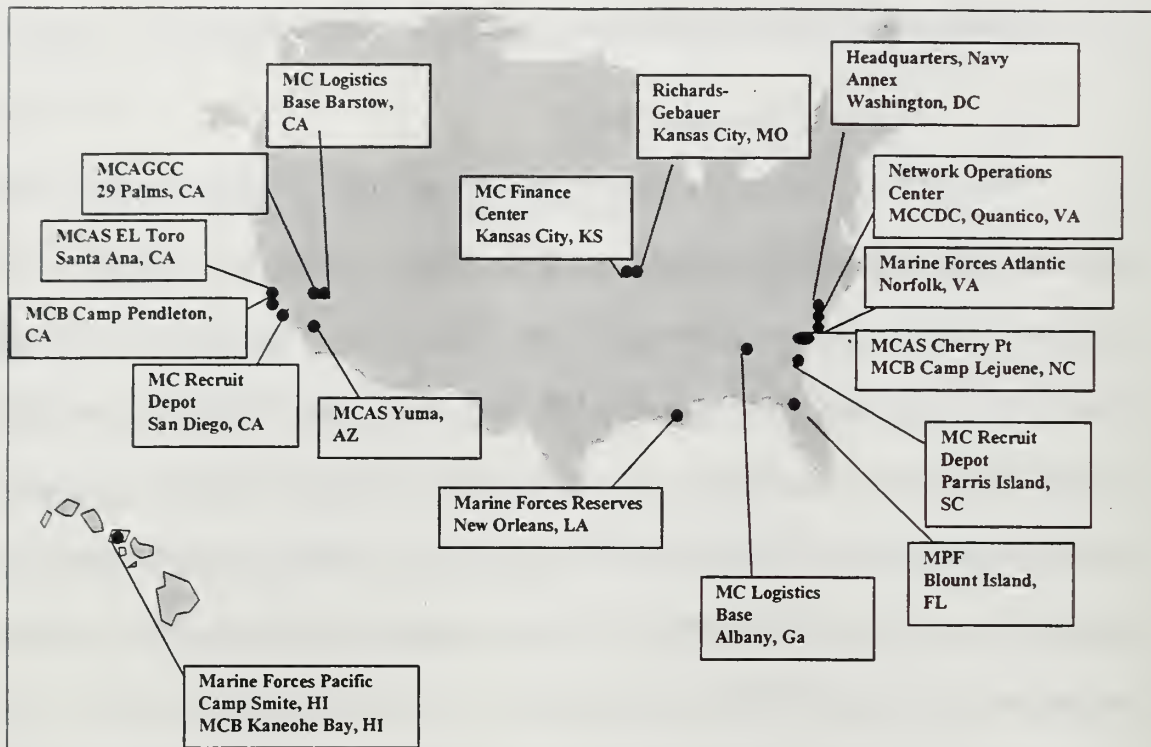 MC Logistics
Base Barstow,
CA
Richards-
Gebauer
Kansas City, MO
Headquarters, Navy
Annex
Washington, DC
MCAGCC
29 Palms, CA
MC Finance
Center
Kansas City, KS
Network Operations
Center
MCCDC, Quantico, VA
MCAS EL Toro
Santa Ana, CA
Marine Forces Atlantic
Norfolk, VA
MCB Camp Pendleton,
CA
MCAS Cherry Pt
MCB Camp Lejuene, NC
MC Recruit
Depot
San Diego, CA
MCAS Yuma,
AZ
MC Recruit
Depot
Parris Island,
SC
Marine Forces Reserves
New Orleans, LA
MPF
Blount Island,
FL
MC Logistics
Base
Albany, Ga
Marine Forces Pacific
Camp Smite, HI
MCB Kaneohe Bay, HI